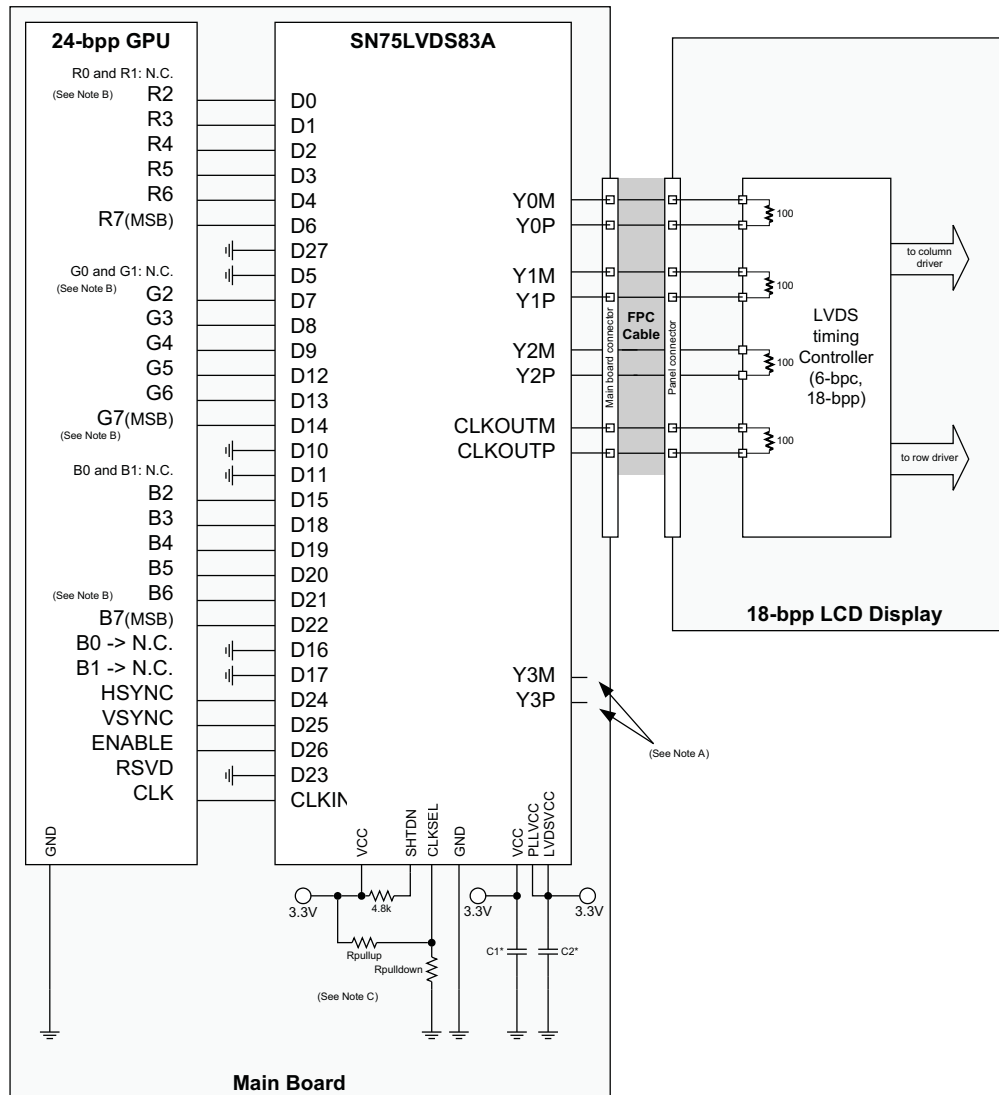 24-bpp GPU
R0 and R1: N.C.
(See Note B)
R2
R3
R4
R5
R6
R7(MSB)
G0 and G1: N.C.
(See Note B)
G2
G3
G4
G5
G6
G7(MSB)
(See Note B)
B0 and B1: N.C.
B2
B3
B4
B5
(See Note B)
B6
B7(MSB)
B0 -> N.C.
B1 -> N.C.
HSYNC
VSYNC
ENABLE
RSVD
CLK
GND
SN75LVDS83A
D0
D1
D2
D3
D4
D6
D27
D5
D7
D8
D9
D12
D13
D14
D10
D11
D15
D18
D19
D20
D21
D22
D16
D17
D24
D25
D26
D23
CLKIN
Y0M
Y0P
Y1M
Y1P
Y2M
Y2P
CLKOUTM
CLKOUTP
Y3M
Y3P
(See Note A)
VCC
SHTDN
CLKSEL
GND
VCC
PLLVCC
LVDSVCC
3.3V
4.8k
Rpullup
Rpulldown
(See Note C)
3.3V
3.3V
C1*
C2*
Main Board
Main board connector
FPC
Cable
Panel connector
100
100
100
100
LVDS
timing
Controller
(6-bpc,
18-bpp)
to column
driver
to row driver
18-bpp LCD Display